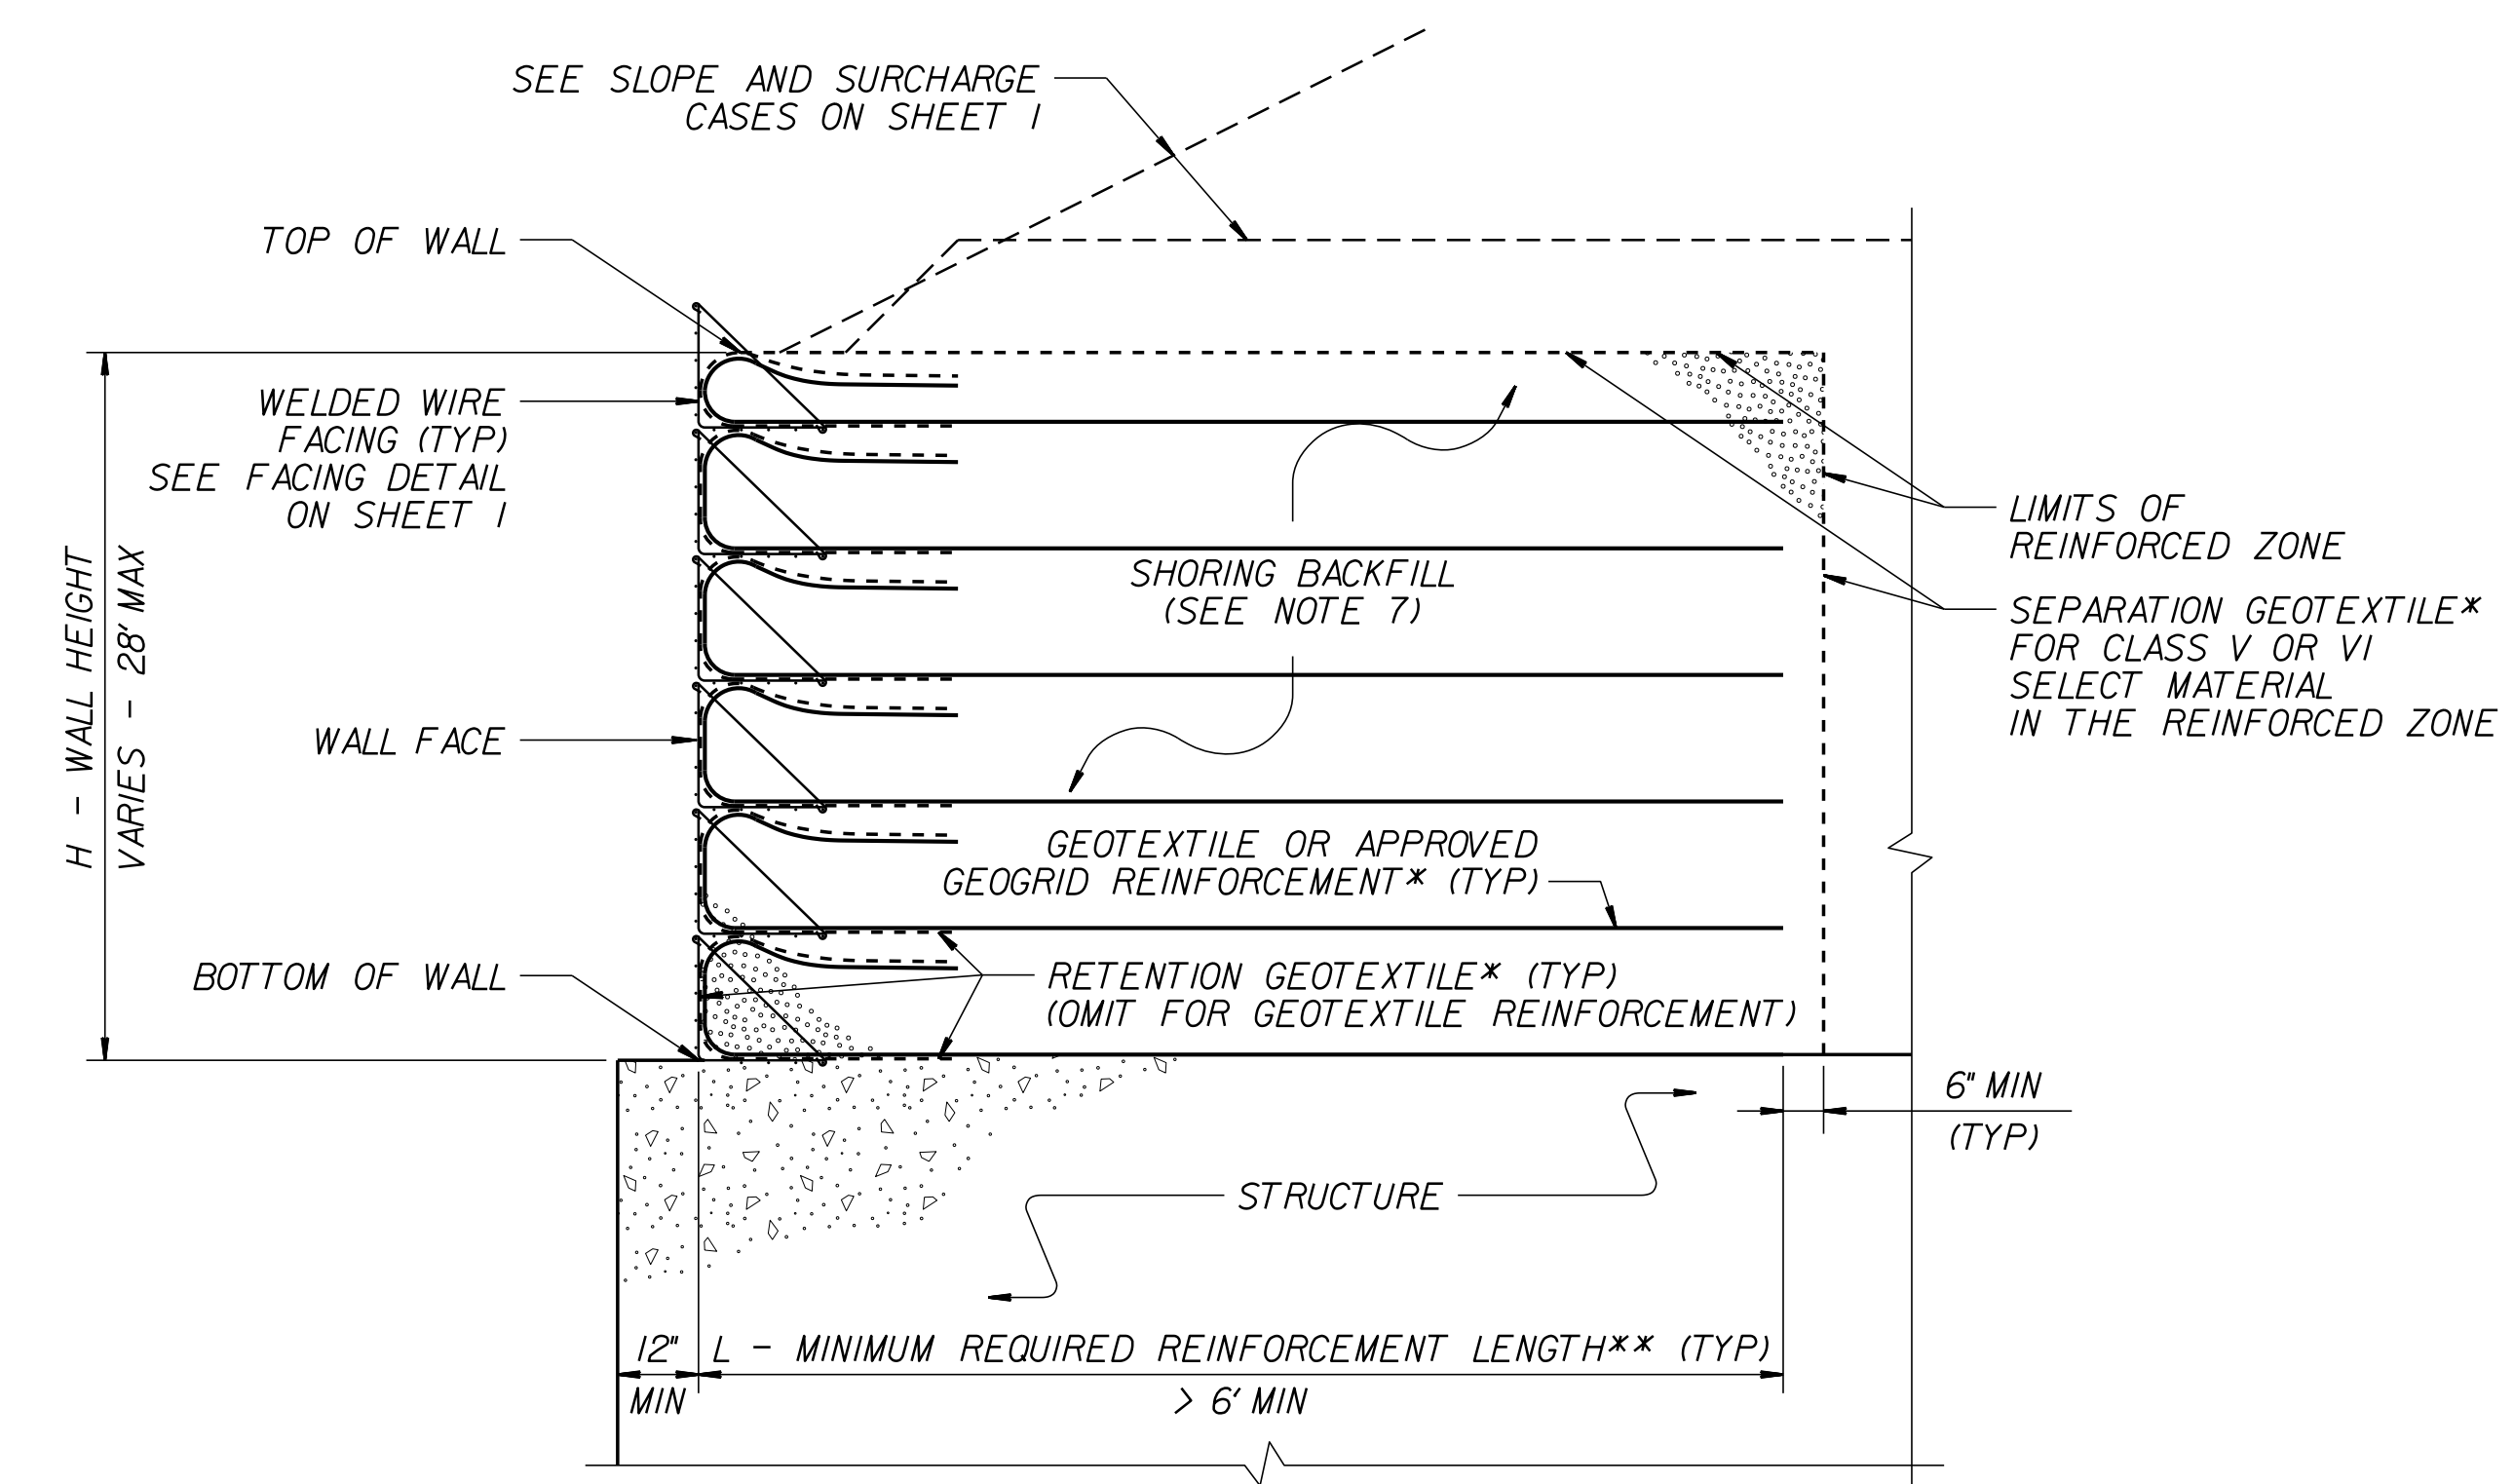 SEE SLOPE AND SURCHARGE
CASES ON SHEET 1
TOP OF WALL
WELDED WIRE
FACING (TYP)
SEE FACING DETAIL
ON SHEET 1
H - WALL HEIGHT
VARIES - 28' MAX
WALL FACE
BOTTOM OF WALL
SHORING BACKFILL
(SEE NOTE 7)
LIMITS OF
REINFORCED ZONE
SEPARATION GEOTEXTILE*
FOR CLASS V OR VI
SELECT MATERIAL
IN THE REINFORCED ZONE
GEOTEXTILE OR APPROVED
GEOGRID REINFORCEMENT* (TYP)
RETENTION GEOTEXTILE* (TYP)
(OMIT FOR GEOTEXTILE REINFORCEMENT)
6" MIN
(TYP)
STRUCTURE
12"
MIN
L - MINIMUM REQUIRED REINFORCEMENT LENGTH** (TYP)
> 6' MIN